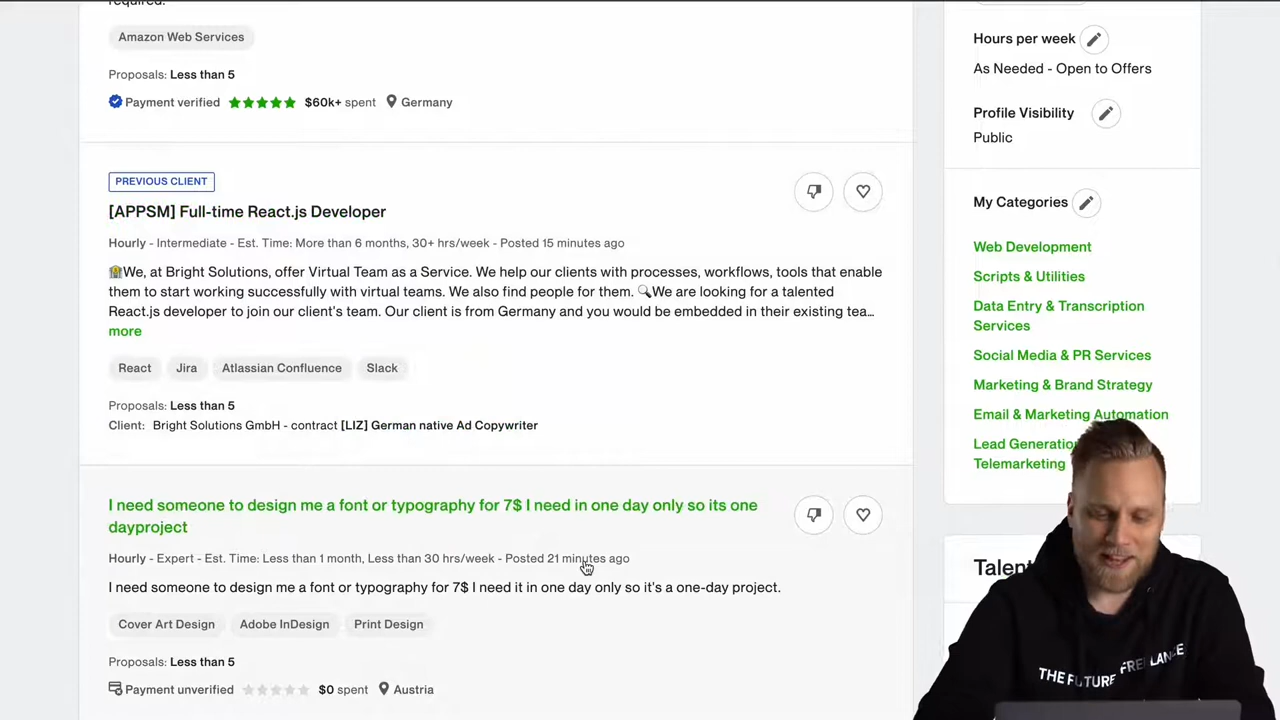 Amazon Web Services
Proposals: Less than 5
Payment verified $60k+ spent Germany
PREVIOUS CLIENT
[APPSM] Full-time React.js Developer
Hourly - Intermediate - Est. Time: More than 6 months, 30+ hrs/week - Posted 15 minutes ago
We, at Bright Solutions, offer Virtual Team as a Service. We help our clients with processes, workflows, tools that enable
them to start working successfully with virtual teams. We also find people for them. 🔍We are looking for a talented
React.js developer to join our client's team. Our client is from Germany and you would be embedded in their existing tea…
more
React Jira Atlassian Confluence Slack
Proposals: Less than 5
Client: Bright Solutions GmbH - contract [LIZ] German native Ad Copywriter
I need someone to design me a font or typography for 7$ I need in one day only so its one
dayproject
Hourly - Expert - Est. Time: Less than 1 month, Less than 30 hrs/week - Posted 21 minutes ago
I need someone to design me a font or typography for 7$ I need it in one day only so it's a one-day project.
Cover Art Design Adobe InDesign Print Design
Proposals: Less than 5
Payment unverified $0 spent Austria
Hours per week
As Needed - Open to Offers
Profile Visibility
Public
My Categories
Web Development
Scripts & Utilities
Data Entry & Transcription
Services
Social Media & PR Services
Marketing & Brand Strategy
Email & Marketing Automation
Lead Generation
Telemarketing
Talent
THE FUTURE FREELANCE